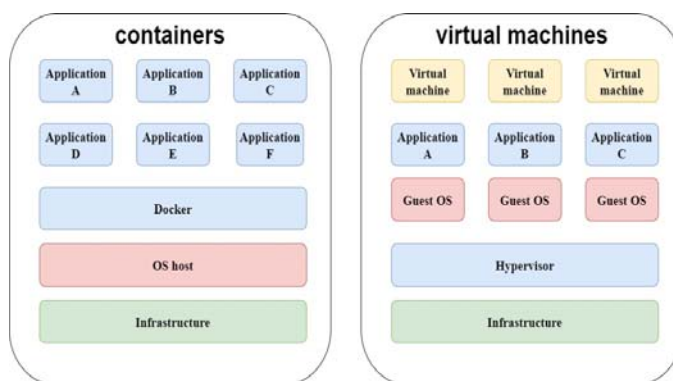 containers
Application
A
Application
B
Application
C
Application
D
Application
E
Application
F
Docker
OS host
Infrastructure
virtual machines
Virtual
machine
Virtual
machine
Virtual
machine
Application
A
Application
B
Application
C
Guest OS
Guest OS
Guest OS
Hypervisor
Infrastructure